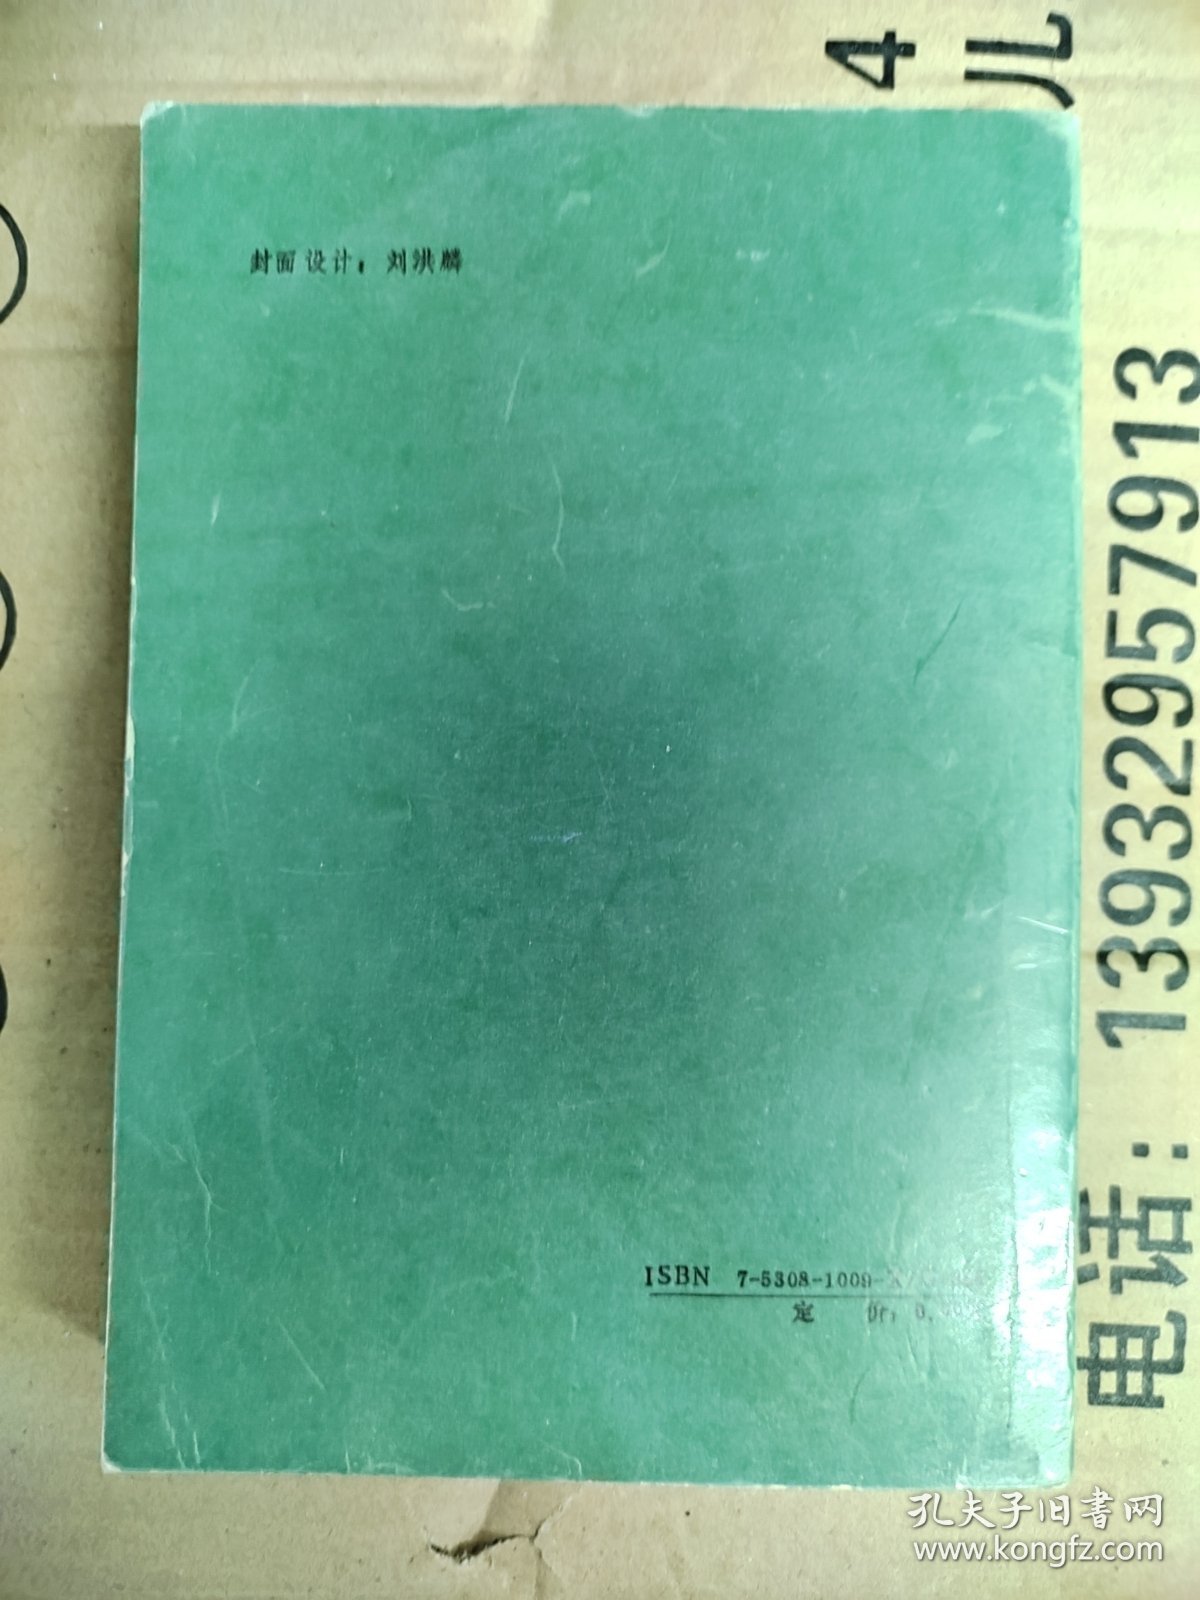 封面设计：刘洪麟
ISBN 7-5308-1009-
定 价：
4
电话：13932957913
孔夫子旧书网
www.kongfz.com